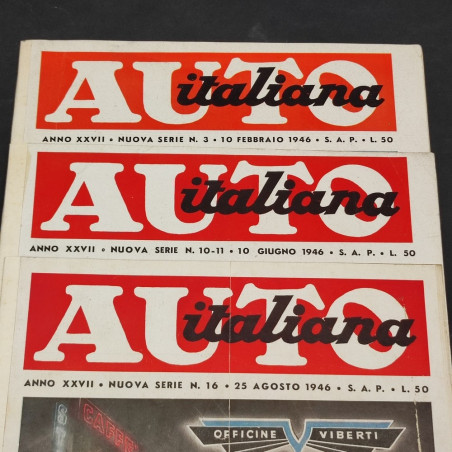 AUTO italiana
ANNO XXVII • NUOVA SERIE N. 3 • 10 FEBBRAIO 1946 • S. A. P. • L. 50
AUTO italiana
ANNO XXVII • NUOVA SERIE N. 10-11 • 10 GIUGNO 1946 • S. A. P. • L. 50
AUTO italiana
ANNO XXVII • NUOVA SERIE N. 16 • 25 AGOSTO 1946 • S. A. P. • L. 50
OFFICINE VIBERTI